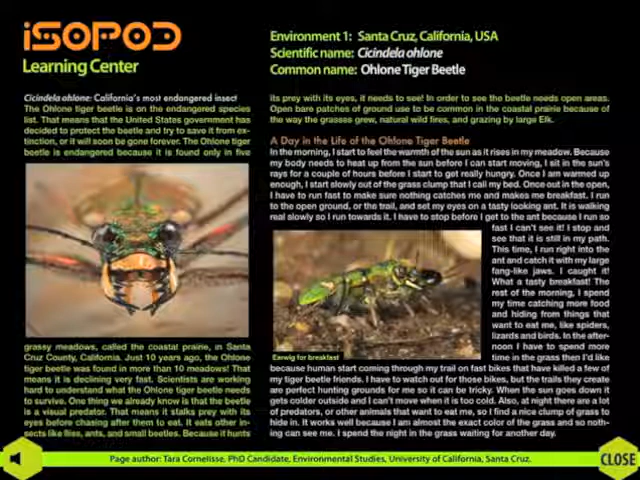 iSOPOD
Learning Center
Environment 1: Santa Cruz, California, USA
Scientific name: Cicindela ohlone
Common name: Ohlone Tiger Beetle
Cicindela ohlone: California's most endangered insect
The Ohlone tiger beetle is on the endangered species
list. That means that the United States government has
decided to protect the beetle and try to save it from ex-
tinction, or it will soon be gone forever. The Ohlone tiger
beetle is endangered because it is found only in five
grassy meadows, called the coastal prairie, in Santa
Cruz County, California. Just 10 years ago, the Ohlone
tiger beetle was found in more than 10 meadows! That
means it is declining very fast. Scientists are working
hard to understand what the Ohlone tiger beetle needs
to survive. One thing we already know is that the beetle
is a visual predator. That means it stalks prey with its
eyes before chasing after them to eat. It eats other in-
sects like flies, ants, and small beetles. Because it hunts
its prey with its eyes, it needs to see! In order to see the beetle needs open areas.
Open bare patches of ground use to be common in the coastal prairie because of
the way the grasses grew, natural wild fires, and grazing by large Elk.
A Day in the Life of the Ohlone Tiger Beetle
In the morning, I start to feel the warmth of the sun as it rises in my meadow. Because
my body needs to heat up from the sun before I can start moving, I sit in the sun's
rays for a couple of hours before I start to get really hungry. Once I am warmed up
enough, I start slowly out of the grass clump that I call my bed. Once out in the open,
I have to run fast to make sure nothing catches me and makes me breakfast. I run
to the open ground, or the trail, and set my eyes on a tasty looking ant. It is walking
real slowly so I run towards it. I have to stop before I get to the ant because I run so
fast I can't see it! I stop and
see that it is still in my path.
This time, I run right into the
ant and catch it with my large
fang-like jaws. I caught it!
What a tasty breakfast! The
rest of the morning, I spend
my time catching more food
and hiding from things that
want to eat me, like spiders,
lizards and birds. In the after-
noon I have to spend more
time in the grass then I'd like
Earwig for breakfast
because human start coming through my trail on fast bikes that have killed a few of
my tiger beetle friends. I have to watch out for those bikes, but the trails they create
are perfect hunting grounds for me so it can be tricky. When the sun goes down it
gets colder outside and I can't move when it is too cold. Also, at night there are a lot
of predators, or other animals that want to eat me, so I find a nice clump of grass to
hide in. It works well because I am almost the exact color of the grass and so noth-
ing can see me. I spend the night in the grass waiting for another day.
Page author: Tara Cornelisse, PhD Candidate, Environmental Studies, University of California, Santa Cruz.
CLOSE